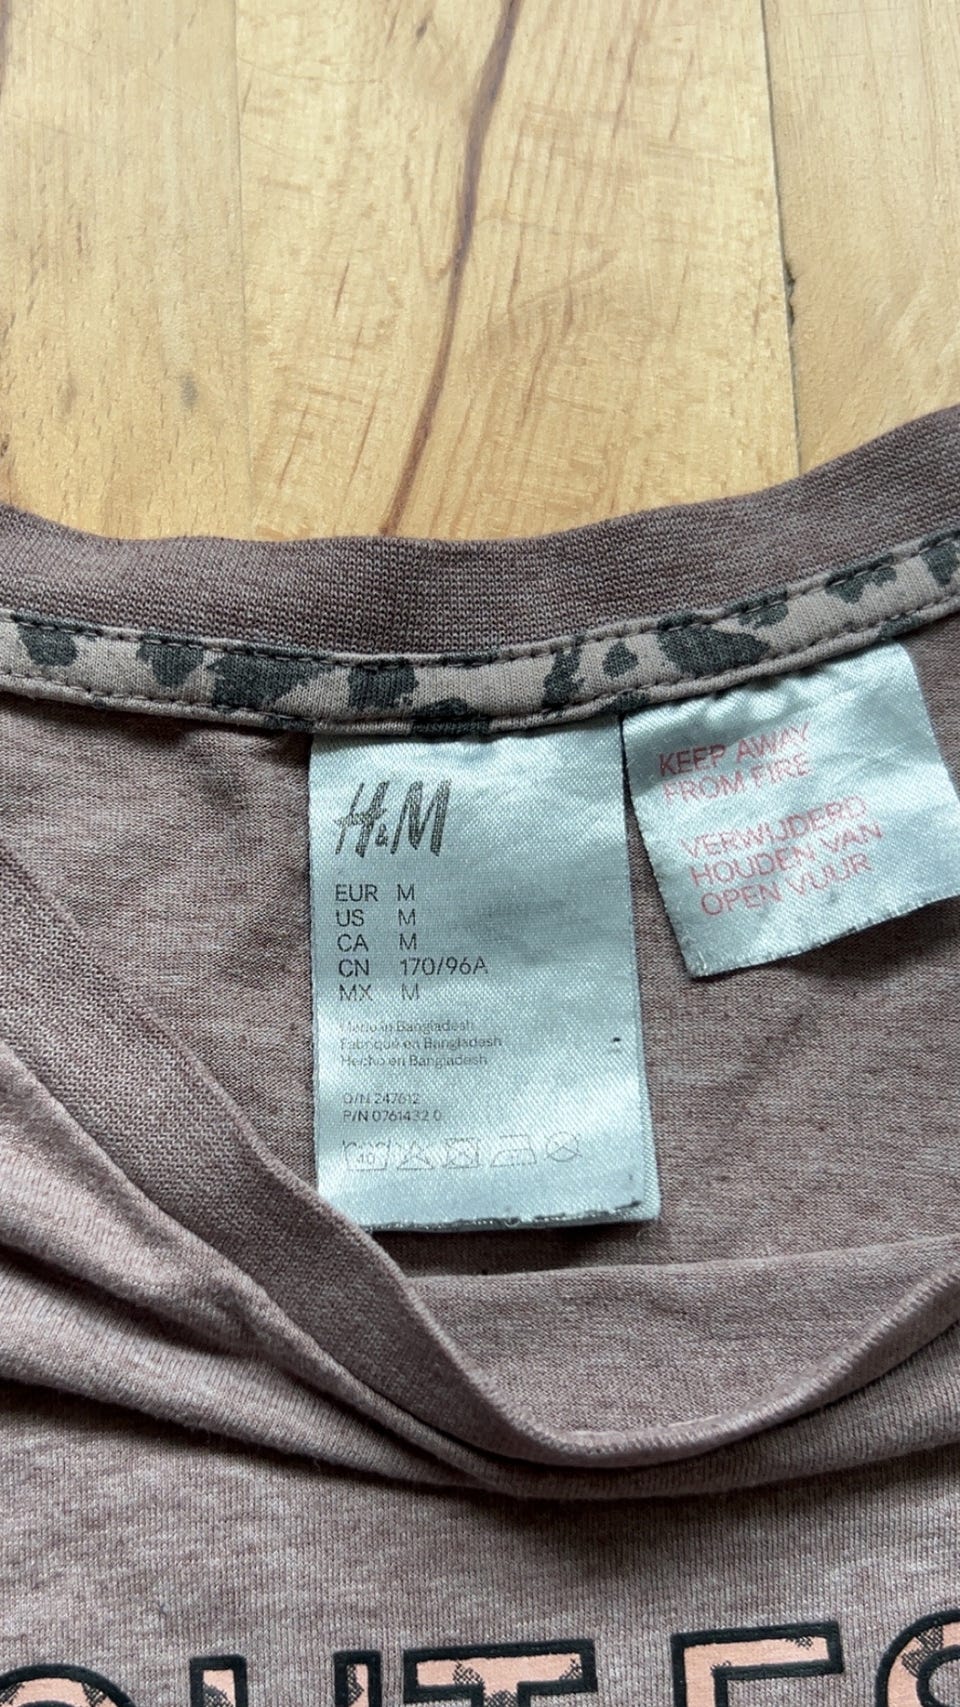 H&M
EUR M
US M
CA M
CN 170/96A
MX M
Made in Bangladesh
Fabriqué en Bangladesh
Hecho en Bangladesh
O/N 247612
P/N 0761432 0
40
KEEP AWAY
FROM FIRE
VERWIJDERD
HOUDEN VAN
OPEN VUUR